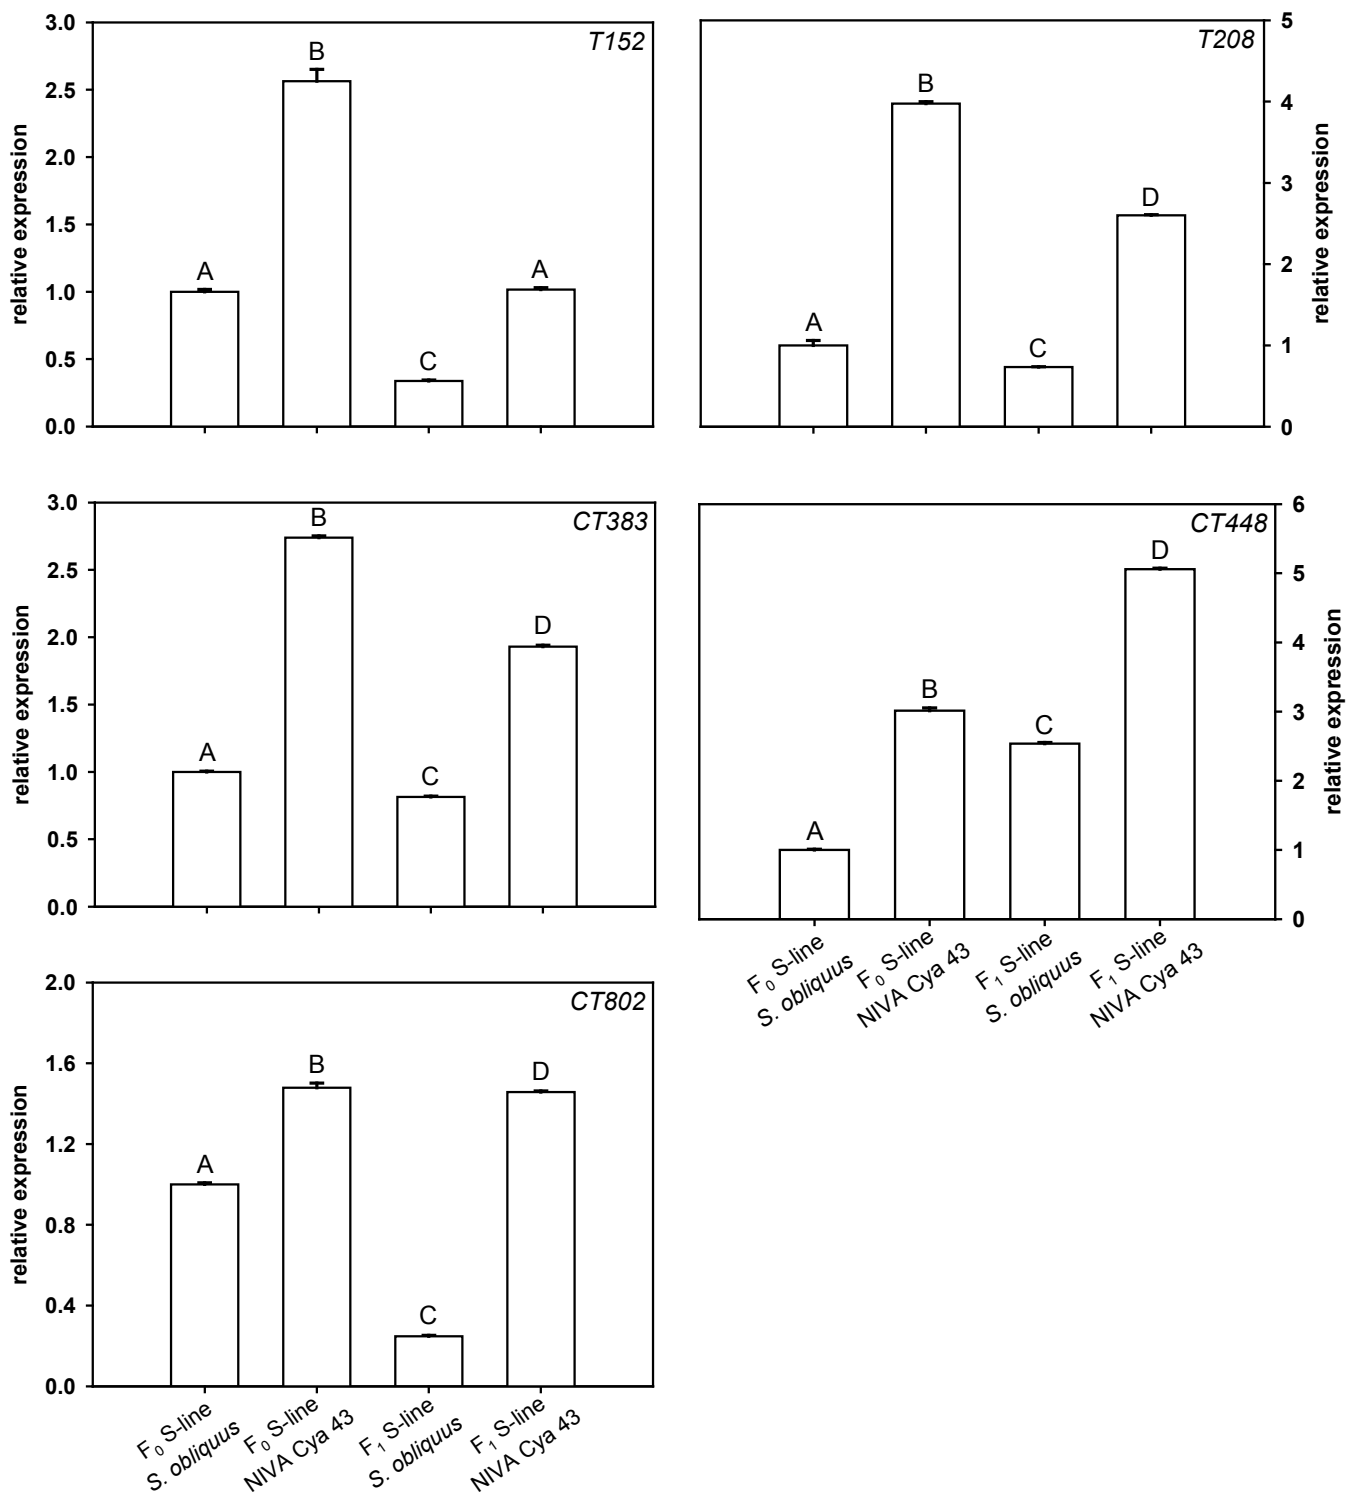 T152
3.0
2.5
2.0
1.5
1.0
0.5
0.0
relative expression
A
B
C
A
T208
5
4
3
2
1
0
relative expression
A
B
C
D
CT383
3.0
2.5
2.0
1.5
1.0
0.5
0.0
relative expression
A
B
C
D
CT448
6
5
4
3
2
1
0
relative expression
A
B
C
D
F₀ S-line
S. obliquus
F₀ S-line
NIVA Cya 43
F₁ S-line
S. obliquus
F₁ S-line
NIVA Cya 43
CT802
2.0
1.6
1.2
0.8
0.4
0.0
relative expression
A
B
C
D
F₀ S-line
S. obliquus
F₀ S-line
NIVA Cya 43
F₁ S-line
S. obliquus
F₁ S-line
NIVA Cya 43